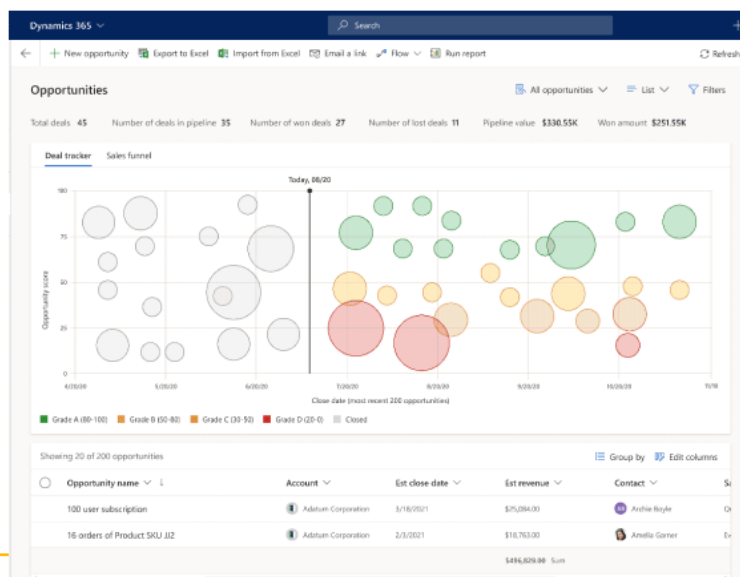 Dynamics 365
Search
New opportunity Export to Excel Import from Excel Email a link Flow Run report Refresh
Opportunities All opportunities List Filters
Total deals 45 Number of deals in pipeline 35 Number of won deals 27 Number of lost deals 11 Pipeline value $330.55K Won amount $251.55K
Deal tracker Sales funnel
Today, 08/20
100
75
50
25
0
Opportunity score
4/20/20 5/20/20 6/20/20 7/20/20 8/20/20 9/20/20 10/20/20 11/19
Close date (most recent 200 opportunities)
Grade A (80-100) Grade B (50-80) Grade C (30-50) Grade D (20-0) Closed
Showing 20 of 200 opportunities Group by Edit columns
Opportunity name Account Est close date Est revenue Contact
100 user subscription Adatum Corporation 3/18/2021 $25,084.00 Archie Boyle
16 orders of Product SKU JJ2 Adatum Corporation 2/3/2021 $10,763.00 Amelia Garner
$496,829.00 Sum